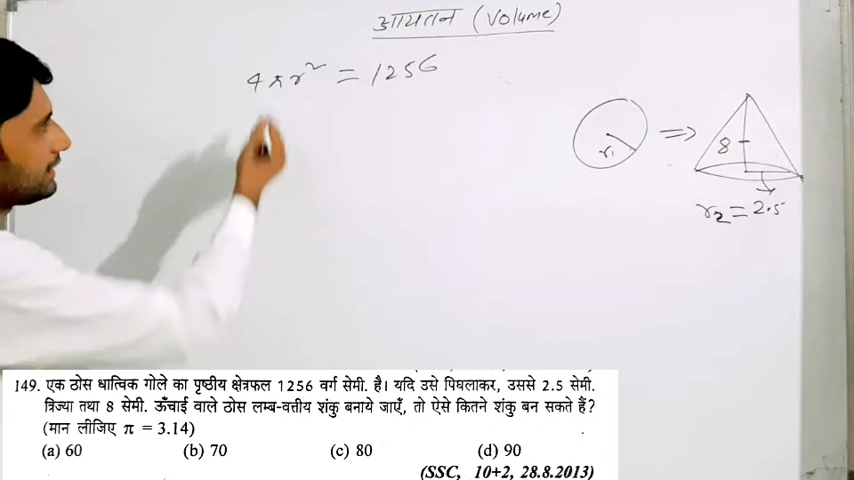 आयतन (Volume)
4πr² = 1256
r₁
⇒
8
r₂ = 2.5
149. एक ठोस धात्विक गोले का पृष्ठीय क्षेत्रफल 1256 वर्ग सेमी. है। यदि उसे पिघलाकर, उससे 2.5 सेमी.
त्रिज्या तथा 8 सेमी. ऊँचाई वाले ठोस लम्ब-वत्तीय शंकु बनाये जाएँ, तो ऐसे कितने शंकु बन सकते हैं?
(मान लीजिए π = 3.14)
(a) 60 (b) 70 (c) 80 (d) 90
(SSC, 10+2, 28.8.2013)